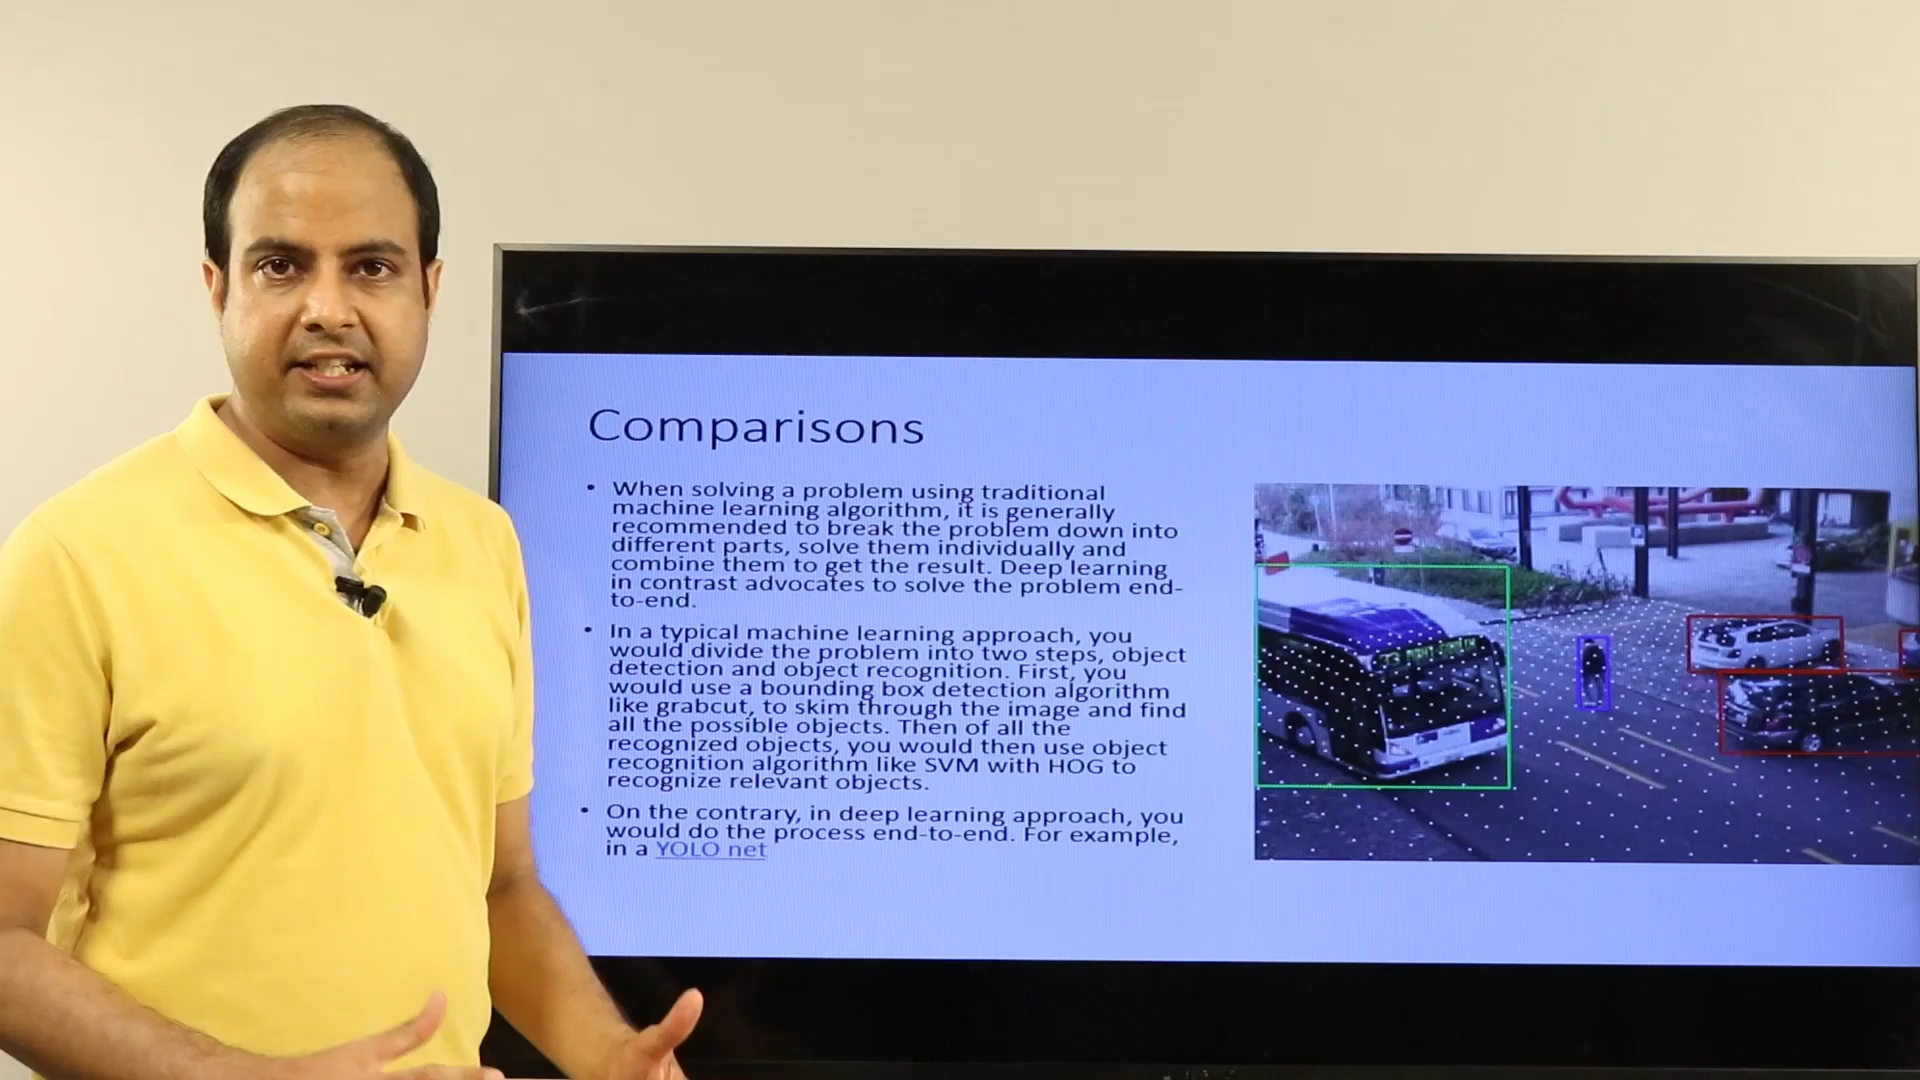 Comparisons
• When solving a problem using traditional
machine learning algorithm, it is generally
recommended to break the problem down into
different parts, solve them individually and
combine them to get the result. Deep learning
in contrast advocates to solve the problem end-
to-end.
• In a typical machine learning approach, you
would divide the problem into two steps, object
detection and object recognition. First, you
would use a bounding box detection algorithm
like grabcut, to skim through the image and find
all the possible objects. Then of all the
recognized objects, you would then use object
recognition algorithm like SVM with HOG to
recognize relevant objects.
• On the contrary, in deep learning approach, you
would do the process end-to-end. For example,
in a YOLO net